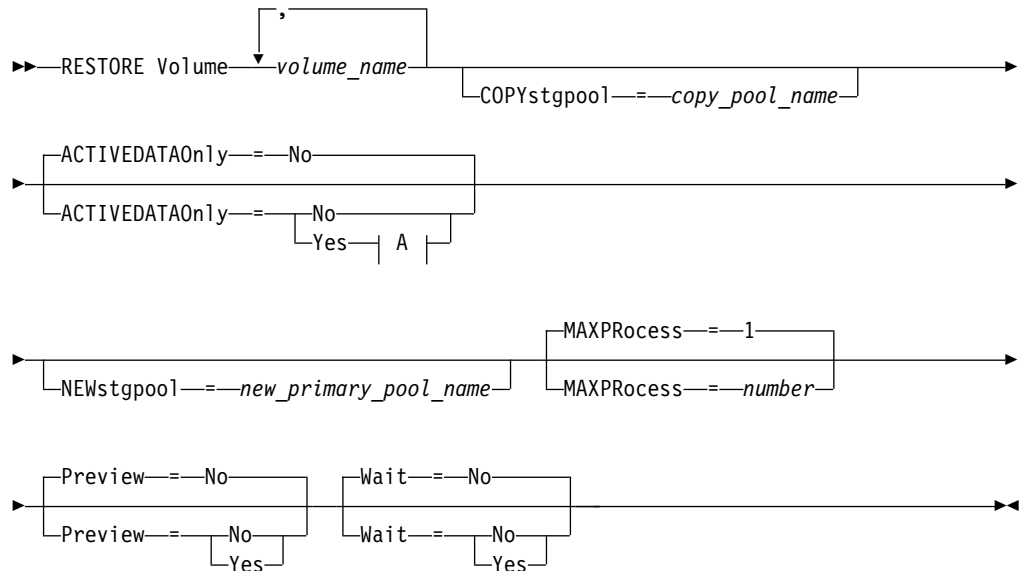 ,
RESTORE Volume volume_name
COPYstgpool = copy_pool_name
ACTIVEDATAOnly = No
ACTIVEDATAOnly = No
Yes A
NEWstgpool = new_primary_pool_name
MAXPRocess = 1
MAXPRocess = number
Preview = No
Preview = No
Yes
Wait = No
Wait = No
Yes